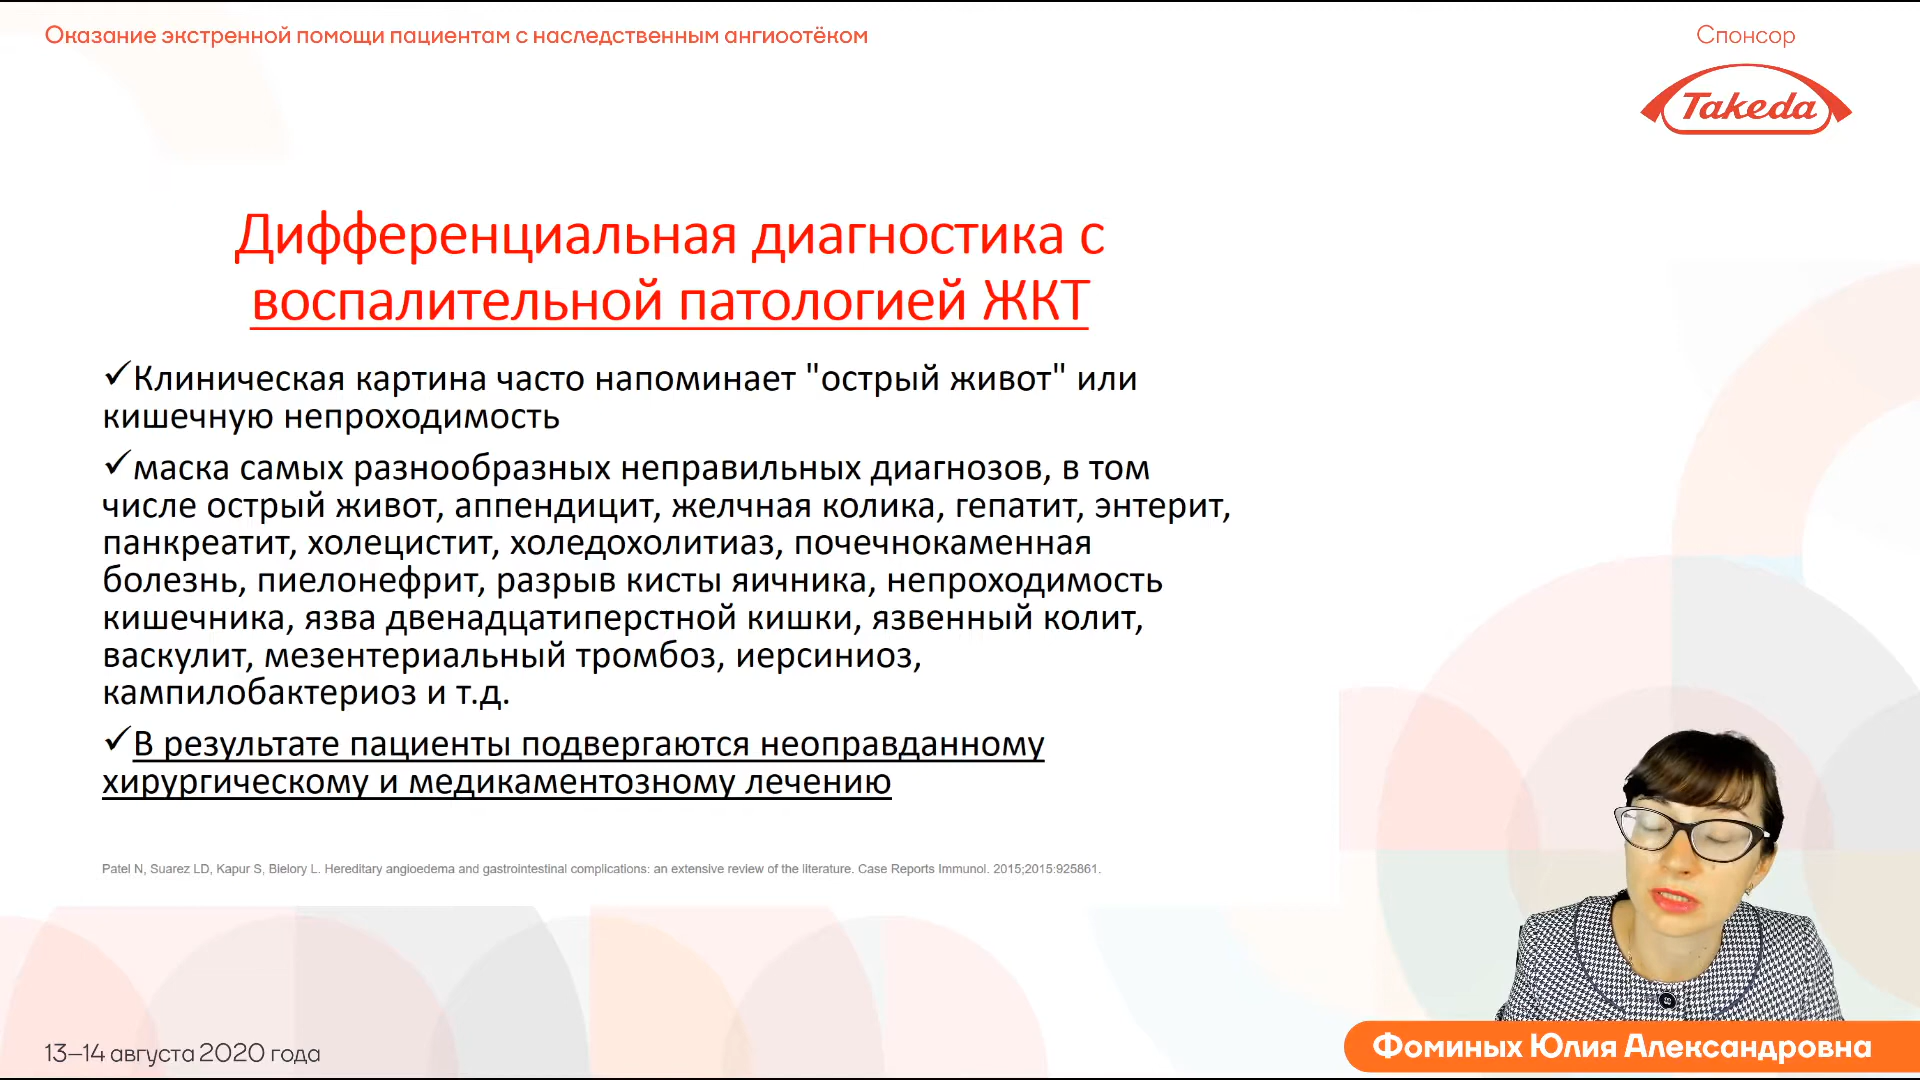 Оказание экстренной помощи пациентам с наследственным ангиоотёком
Спонсор
Takeda
Дифференциальная диагностика с
воспалительной патологией ЖКТ
✓Клиническая картина часто напоминает "острый живот" или
кишечную непроходимость
✓маска самых разнообразных неправильных диагнозов, в том
числе острый живот, аппендицит, желчная колика, гепатит, энтерит,
панкреатит, холецистит, холедохолитиаз, почечнокаменная
болезнь, пиелонефрит, разрыв кисты яичника, непроходимость
кишечника, язва двенадцатиперстной кишки, язвенный колит,
васкулит, мезентериальный тромбоз, иерсиниоз,
кампилобактериоз и т.д.
✓В результате пациенты подвергаются неоправданному
хирургическому и медикаментозному лечению
Patel N, Suarez LD, Kapur S, Bielory L. Hereditary angioedema and gastrointestinal complications: an extensive review of the literature. Case Reports Immunol. 2015;2015:925861.
13–14 августа 2020 года
Фоминых Юлия Александровна